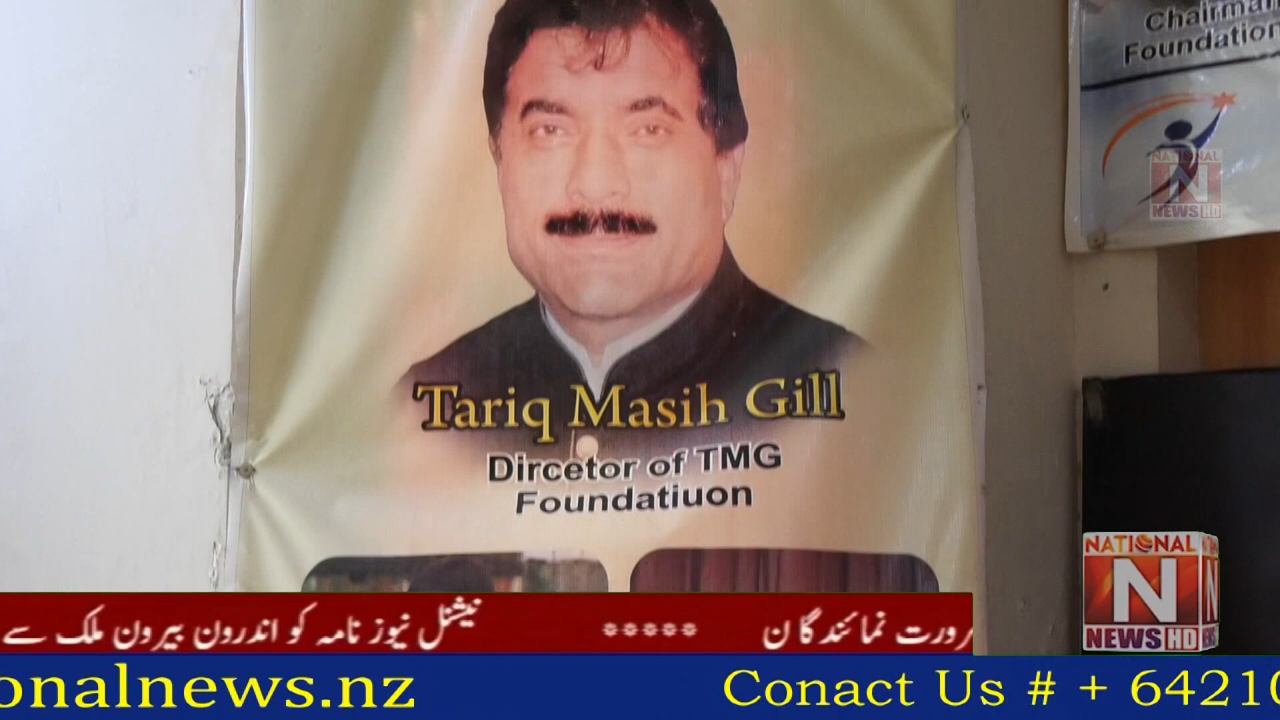 Chairman
Foundation
NATIONAL
N
NEWS HD
Tariq Masih Gill
Dircetor of TMG
Foundatiuon
NATIONAL
N
NEWS HD
نیشنل نیوز نامہ کو اندرون بیرون ملک سے ***** ضرورت نمائندگان
onalnews.nz Conact Us # + 64210